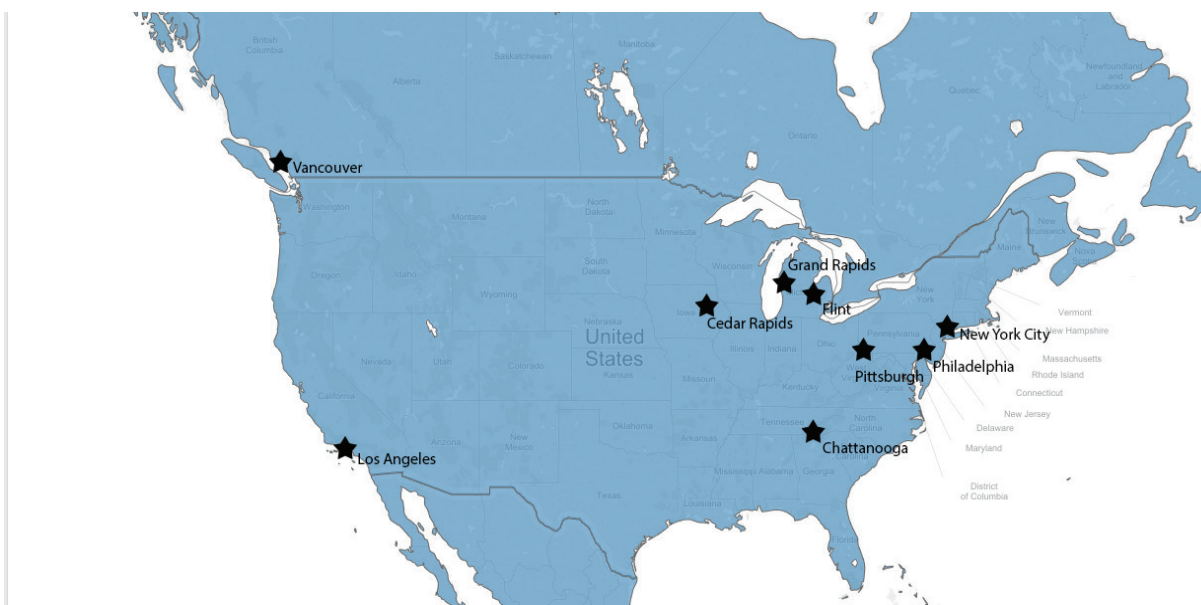 British
Columbia
Alberta
Saskatchewan
Manitoba
Ontario
Quebec
Newfoundland
and
Labrador
Vancouver
Washington
Montana
North
Dakota
Minnesota
Maine
New
Brunswick
Nova
Scotia
Oregon
Idaho
Wyoming
South
Dakota
Wisconsin
Grand Rapids
Flint
New
York
Vermont
New Hampshire
Massachusetts
Rhode Island
Connecticut
New Jersey
Delaware
Maryland
District
of Columbia
Iowa
Cedar Rapids
Nebraska
United
States
Illinois
Indiana
Ohio
Pennsylvania
New York City
Philadelphia
Pittsburgh
West
Virginia
Nevada
Utah
Colorado
Kansas
Missouri
Kentucky
California
Los Angeles
Arizona
New
Mexico
Oklahoma
Arkansas
Tennessee
North
Carolina
Chattanooga
Carolina
Mississippi
Alabama
Georgia
Texas
Louisiana
Florida